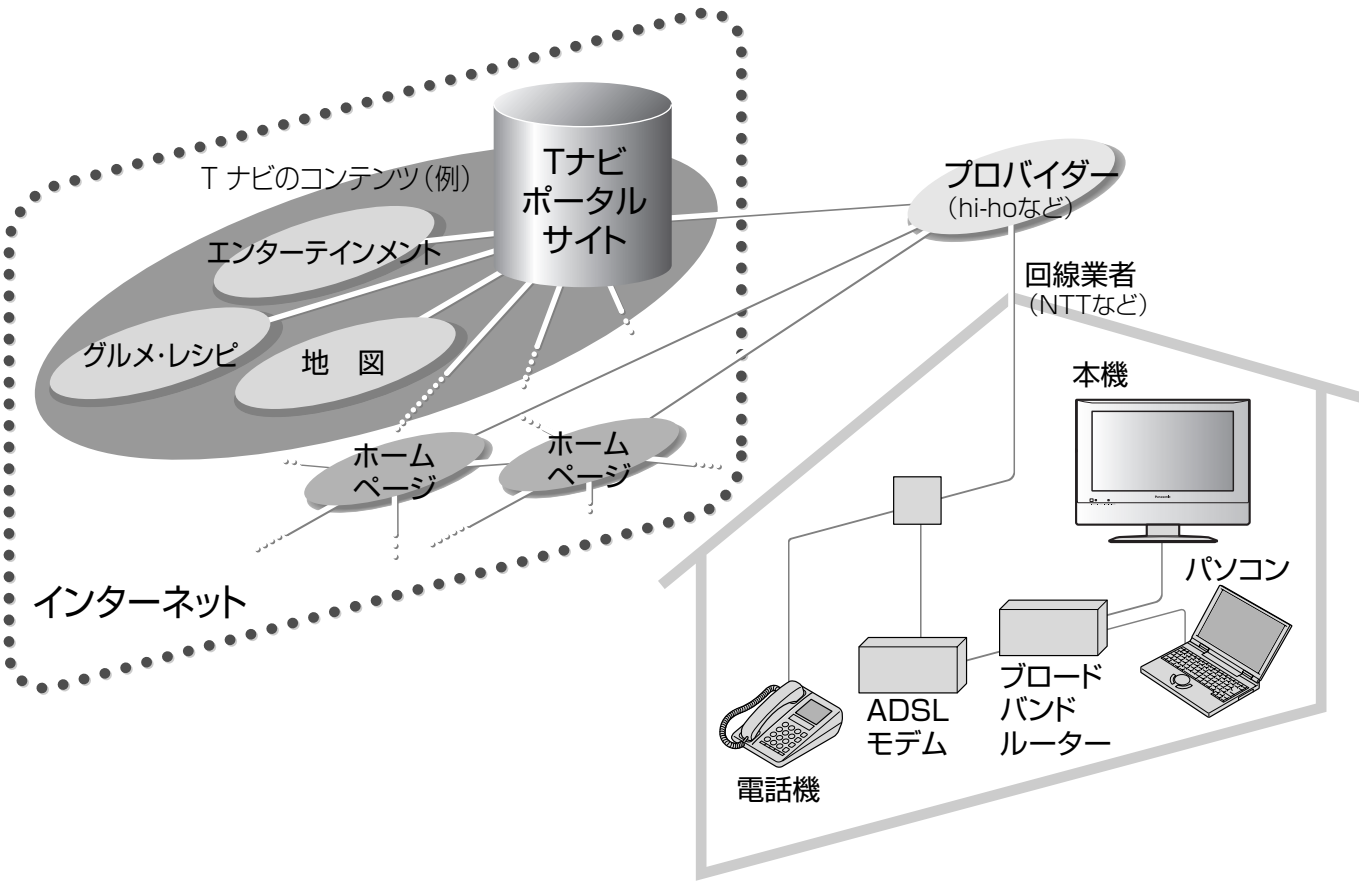 Tナビ
ポータル
サイト
T ナビのコンテンツ（例）
エンターテインメント
グルメ・レシピ
地 図
ホーム
ページ
ホーム
ページ
インターネット
プロバイダー
（hi-hoなど）
回線業者
（NTTなど）
本機
Panasonic
パソコン
ブロード
バンド
ルーター
ADSL
モデム
電話機